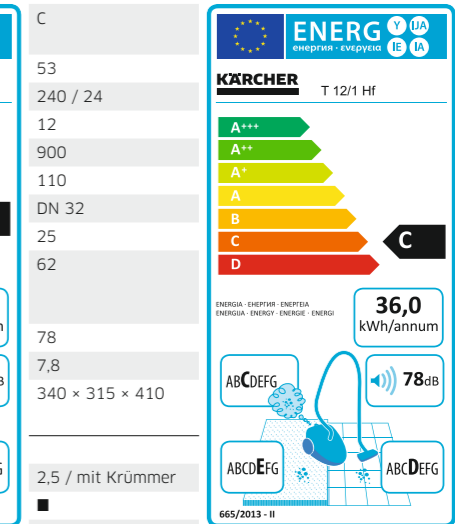 C
53
240 / 24
12
900
110
DN 32
25
62
78
7,8
340 × 315 × 410
2,5 / mit Krümmer
■
ENERG Y IJA
енергия · ενεργεια IE IA
KÄRCHER
T 12/1 Hf
A+++
A++
A+
A
B
C
D
C
ENERGIA · ЕНЕРГИЯ · ΕΝΕΡΓΕΙΑ
ENERGIJA · ENERGY · ENERGIE · ENERGI
36,0
kWh/annum
ABCDEFG
78dB
ABCDEFG
ABCDEFG
665/2013 - II